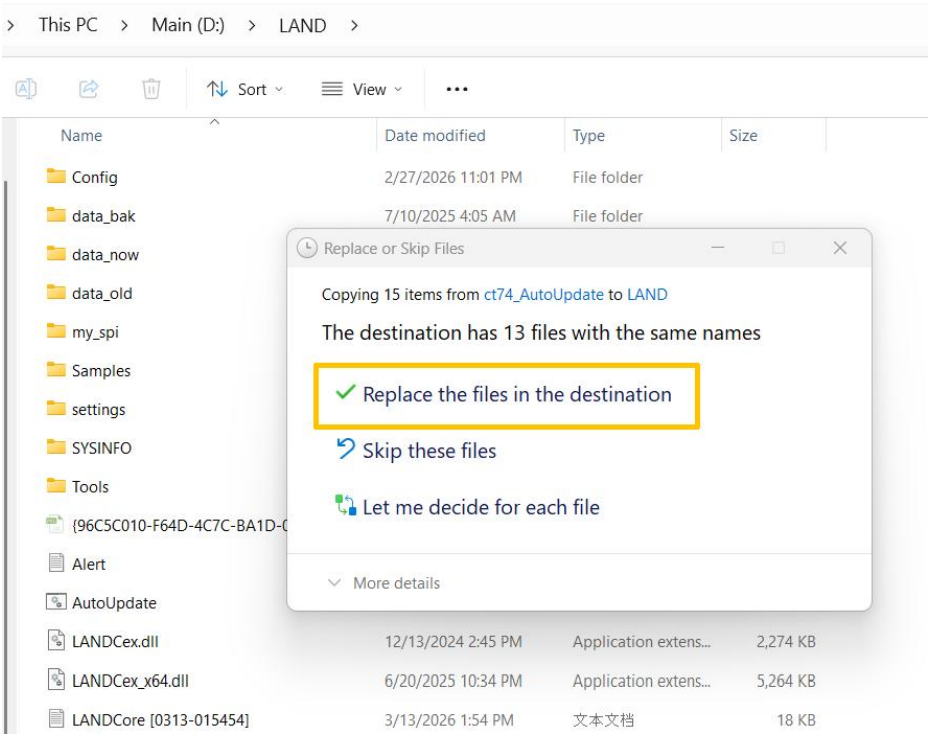 This PC > Main (D:) > LAND >
Sort View ...
Name Date modified Type Size
Config 2/27/2026 11:01 PM File folder
data_bak 7/10/2025 4:05 AM File folder
data_now
data_old
my_spi
Samples
settings
SYSINFO
Tools
{96C5C010-F64D-4C7C-BA1D-
Alert
AutoUpdate
Replace or Skip Files
Copying 15 items from ct74_AutoUpdate to LAND
The destination has 13 files with the same names
Replace the files in the destination
Skip these files
Let me decide for each file
More details
LANDCex.dll 12/13/2024 2:45 PM Application extens... 2,274 KB
LANDCex_x64.dll 6/20/2025 10:34 PM Application extens... 5,264 KB
LANDCore [0313-015454] 3/13/2026 1:54 PM 文本文档 18 KB